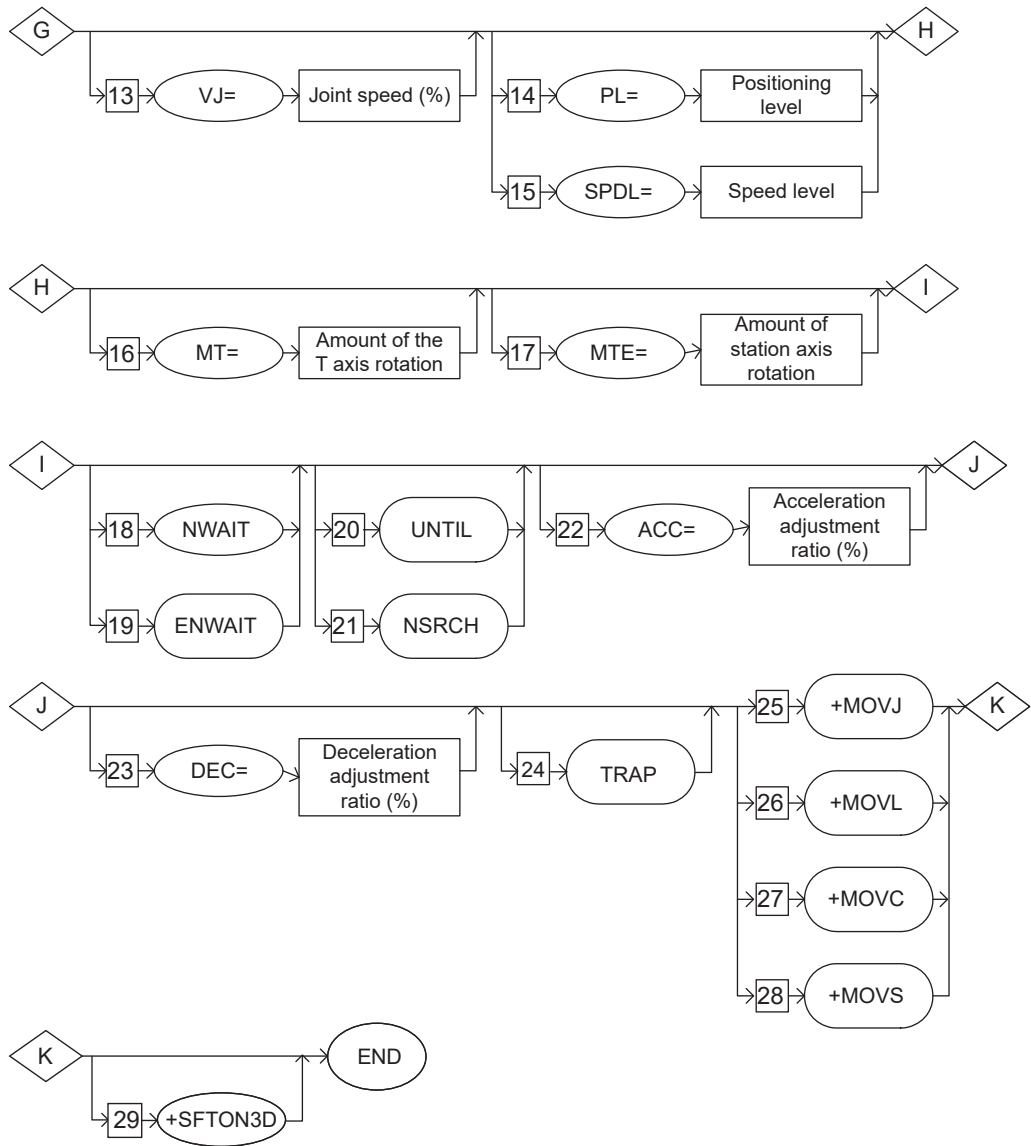 G
H
13
VJ=
Joint speed (%)
14
PL=
Positioning
level
15
SPDL=
Speed level
H
I
16
MT=
Amount of the
T axis rotation
17
MTE=
Amount of
station axis
rotation
I
J
18
NWAIT
20
UNTIL
22
ACC=
Acceleration
adjustment
ratio (%)
19
ENWAIT
21
NSRCH
J
K
23
DEC=
Deceleration
adjustment
ratio (%)
24
TRAP
25
+MOVJ
26
+MOVL
27
+MOVC
28
+MOVS
K
END
29
+SFTON3D